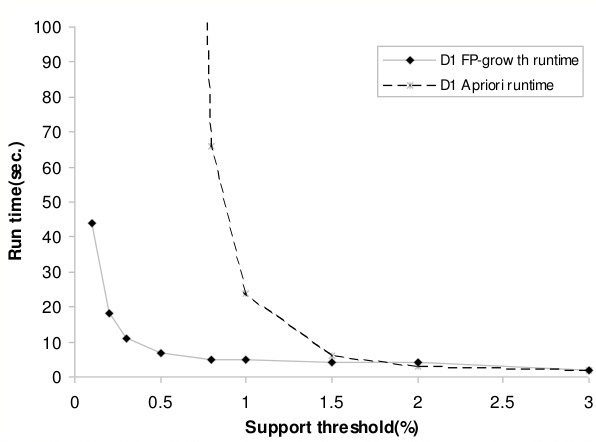 100
90
80
70
60
50
40
30
20
10
0
Run time(sec.)
D1 FP-grow th runtime
D1 Apriori runtime
0 0.5 1 1.5 2 2.5 3
Support threshold(%)